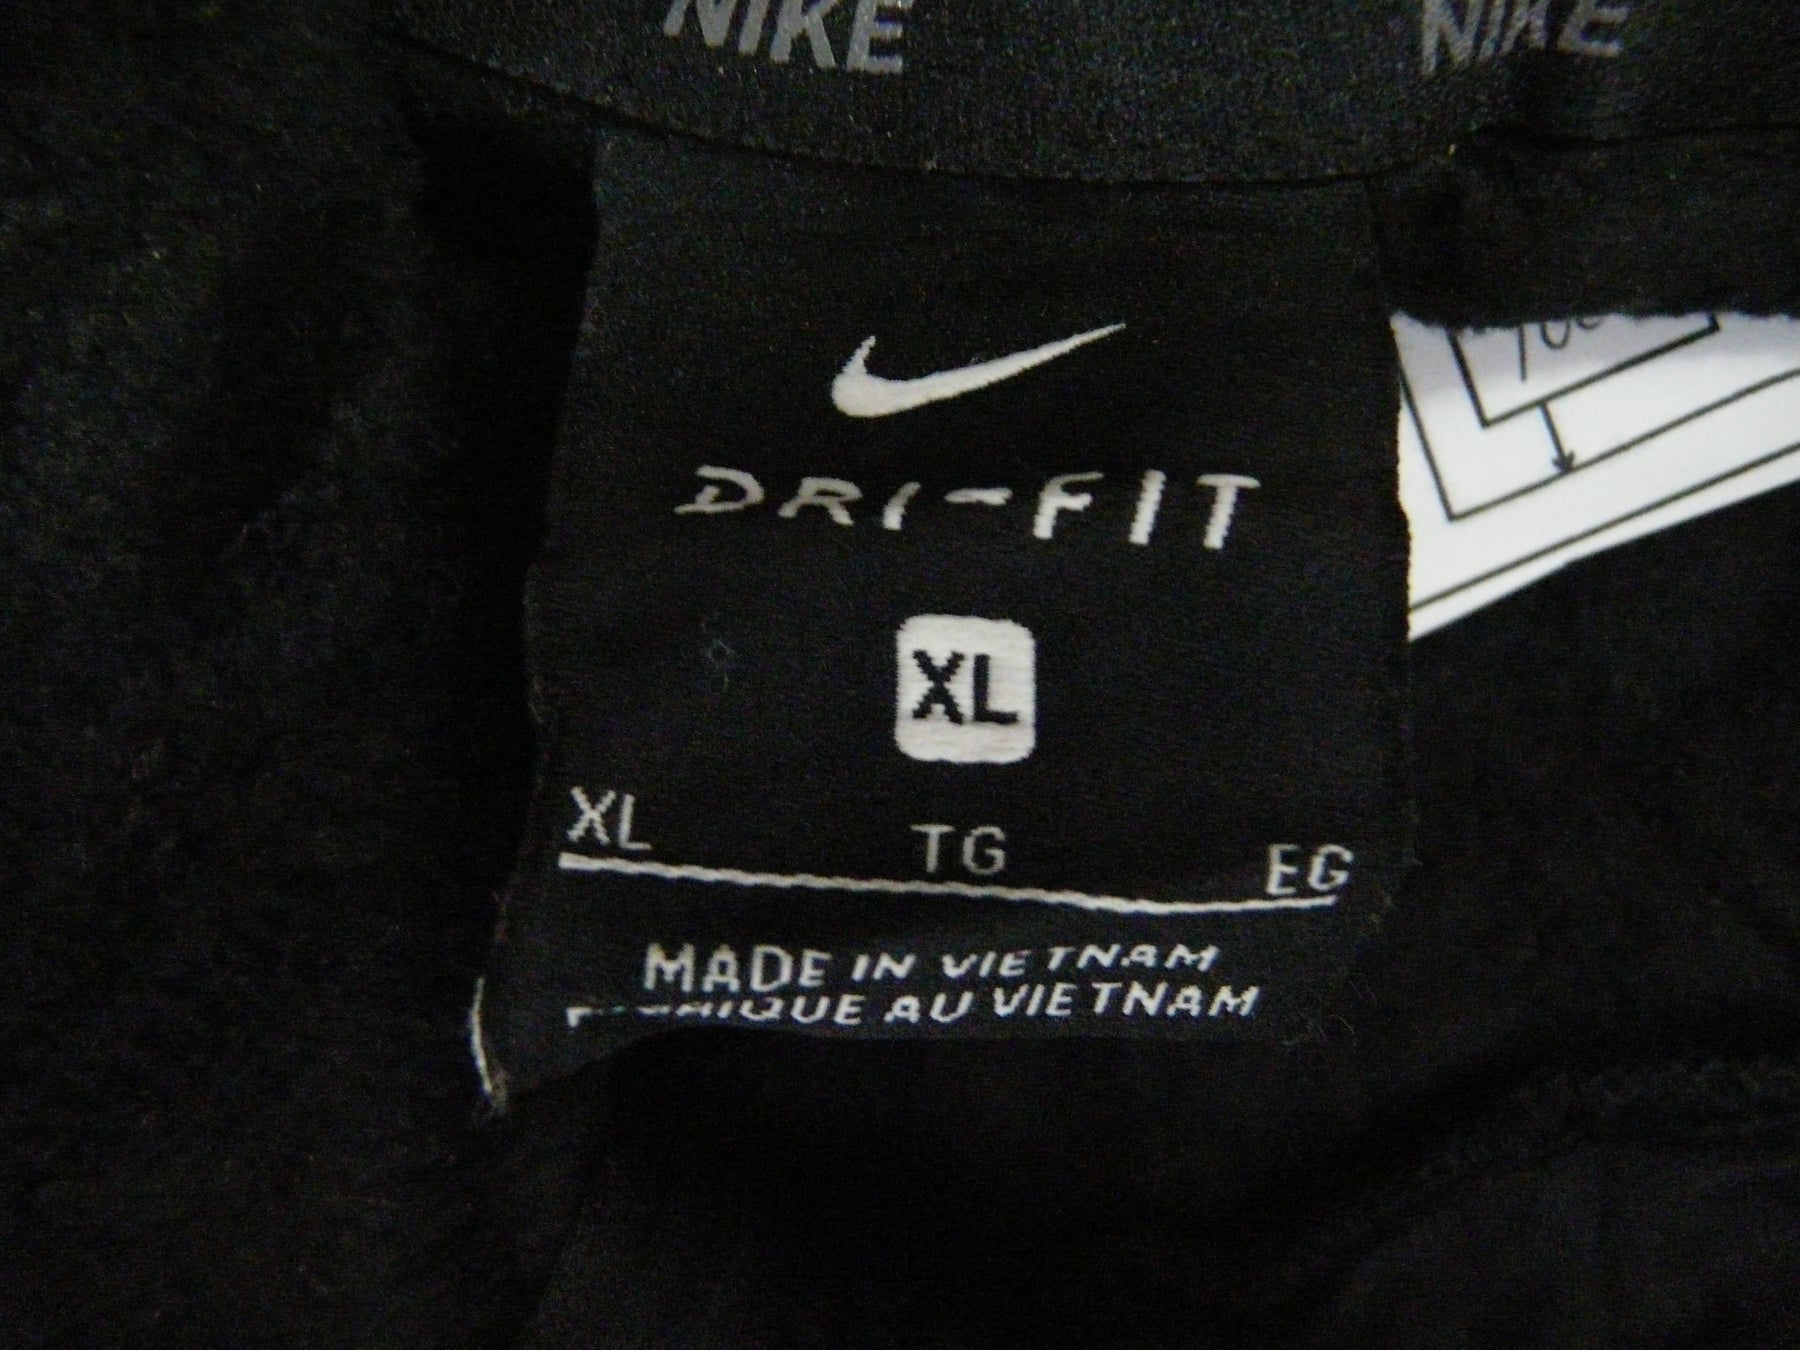 NIKE NIKE
DRI-FIT
XL
XL TG EG
MADE IN VIETNAM
AU VIETNAM